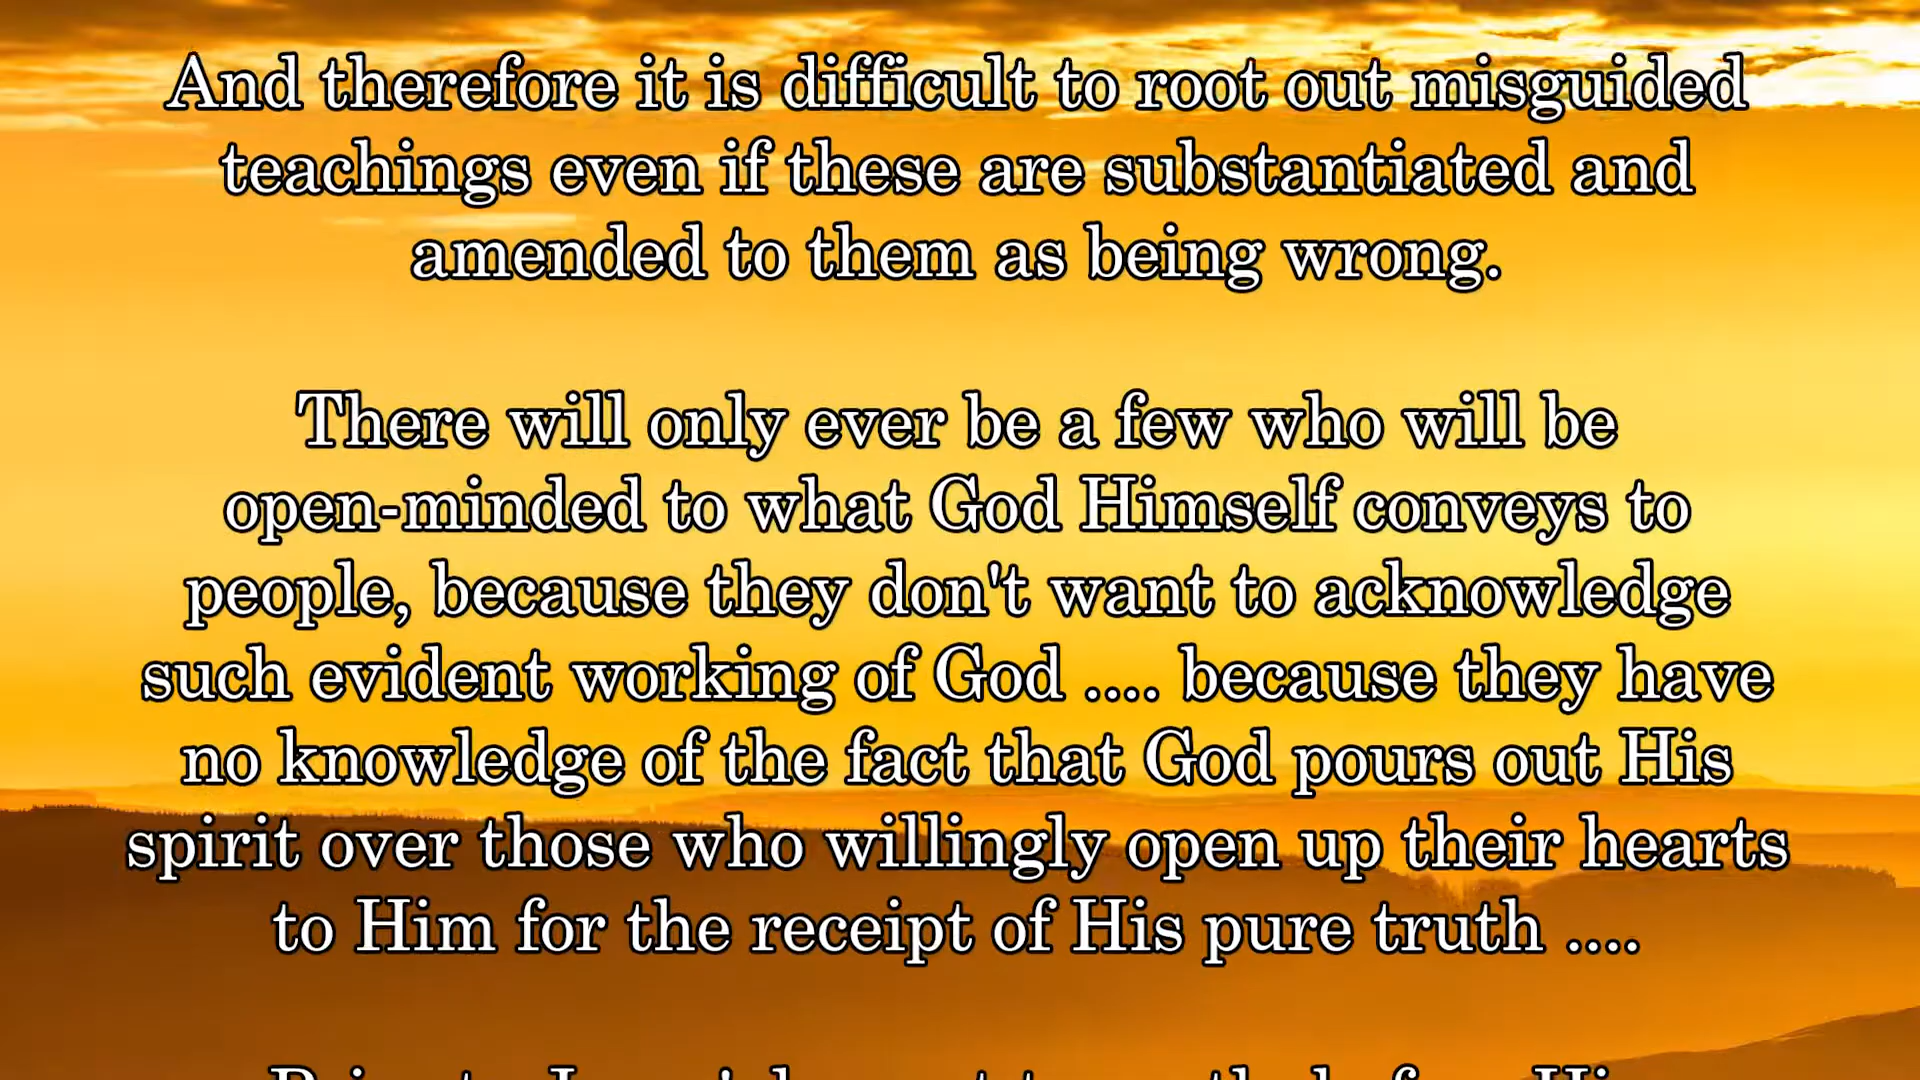 And therefore it is difficult to root out misguided
teachings even if these are substantiated and
amended to them as being wrong.
There will only ever be a few who will be
open-minded to what God Himself conveys to
people, because they don't want to acknowledge
such evident working of God .... because they have
no knowledge of the fact that God pours out His
spirit over those who willingly open up their hearts
to Him for the receipt of His pure truth ....